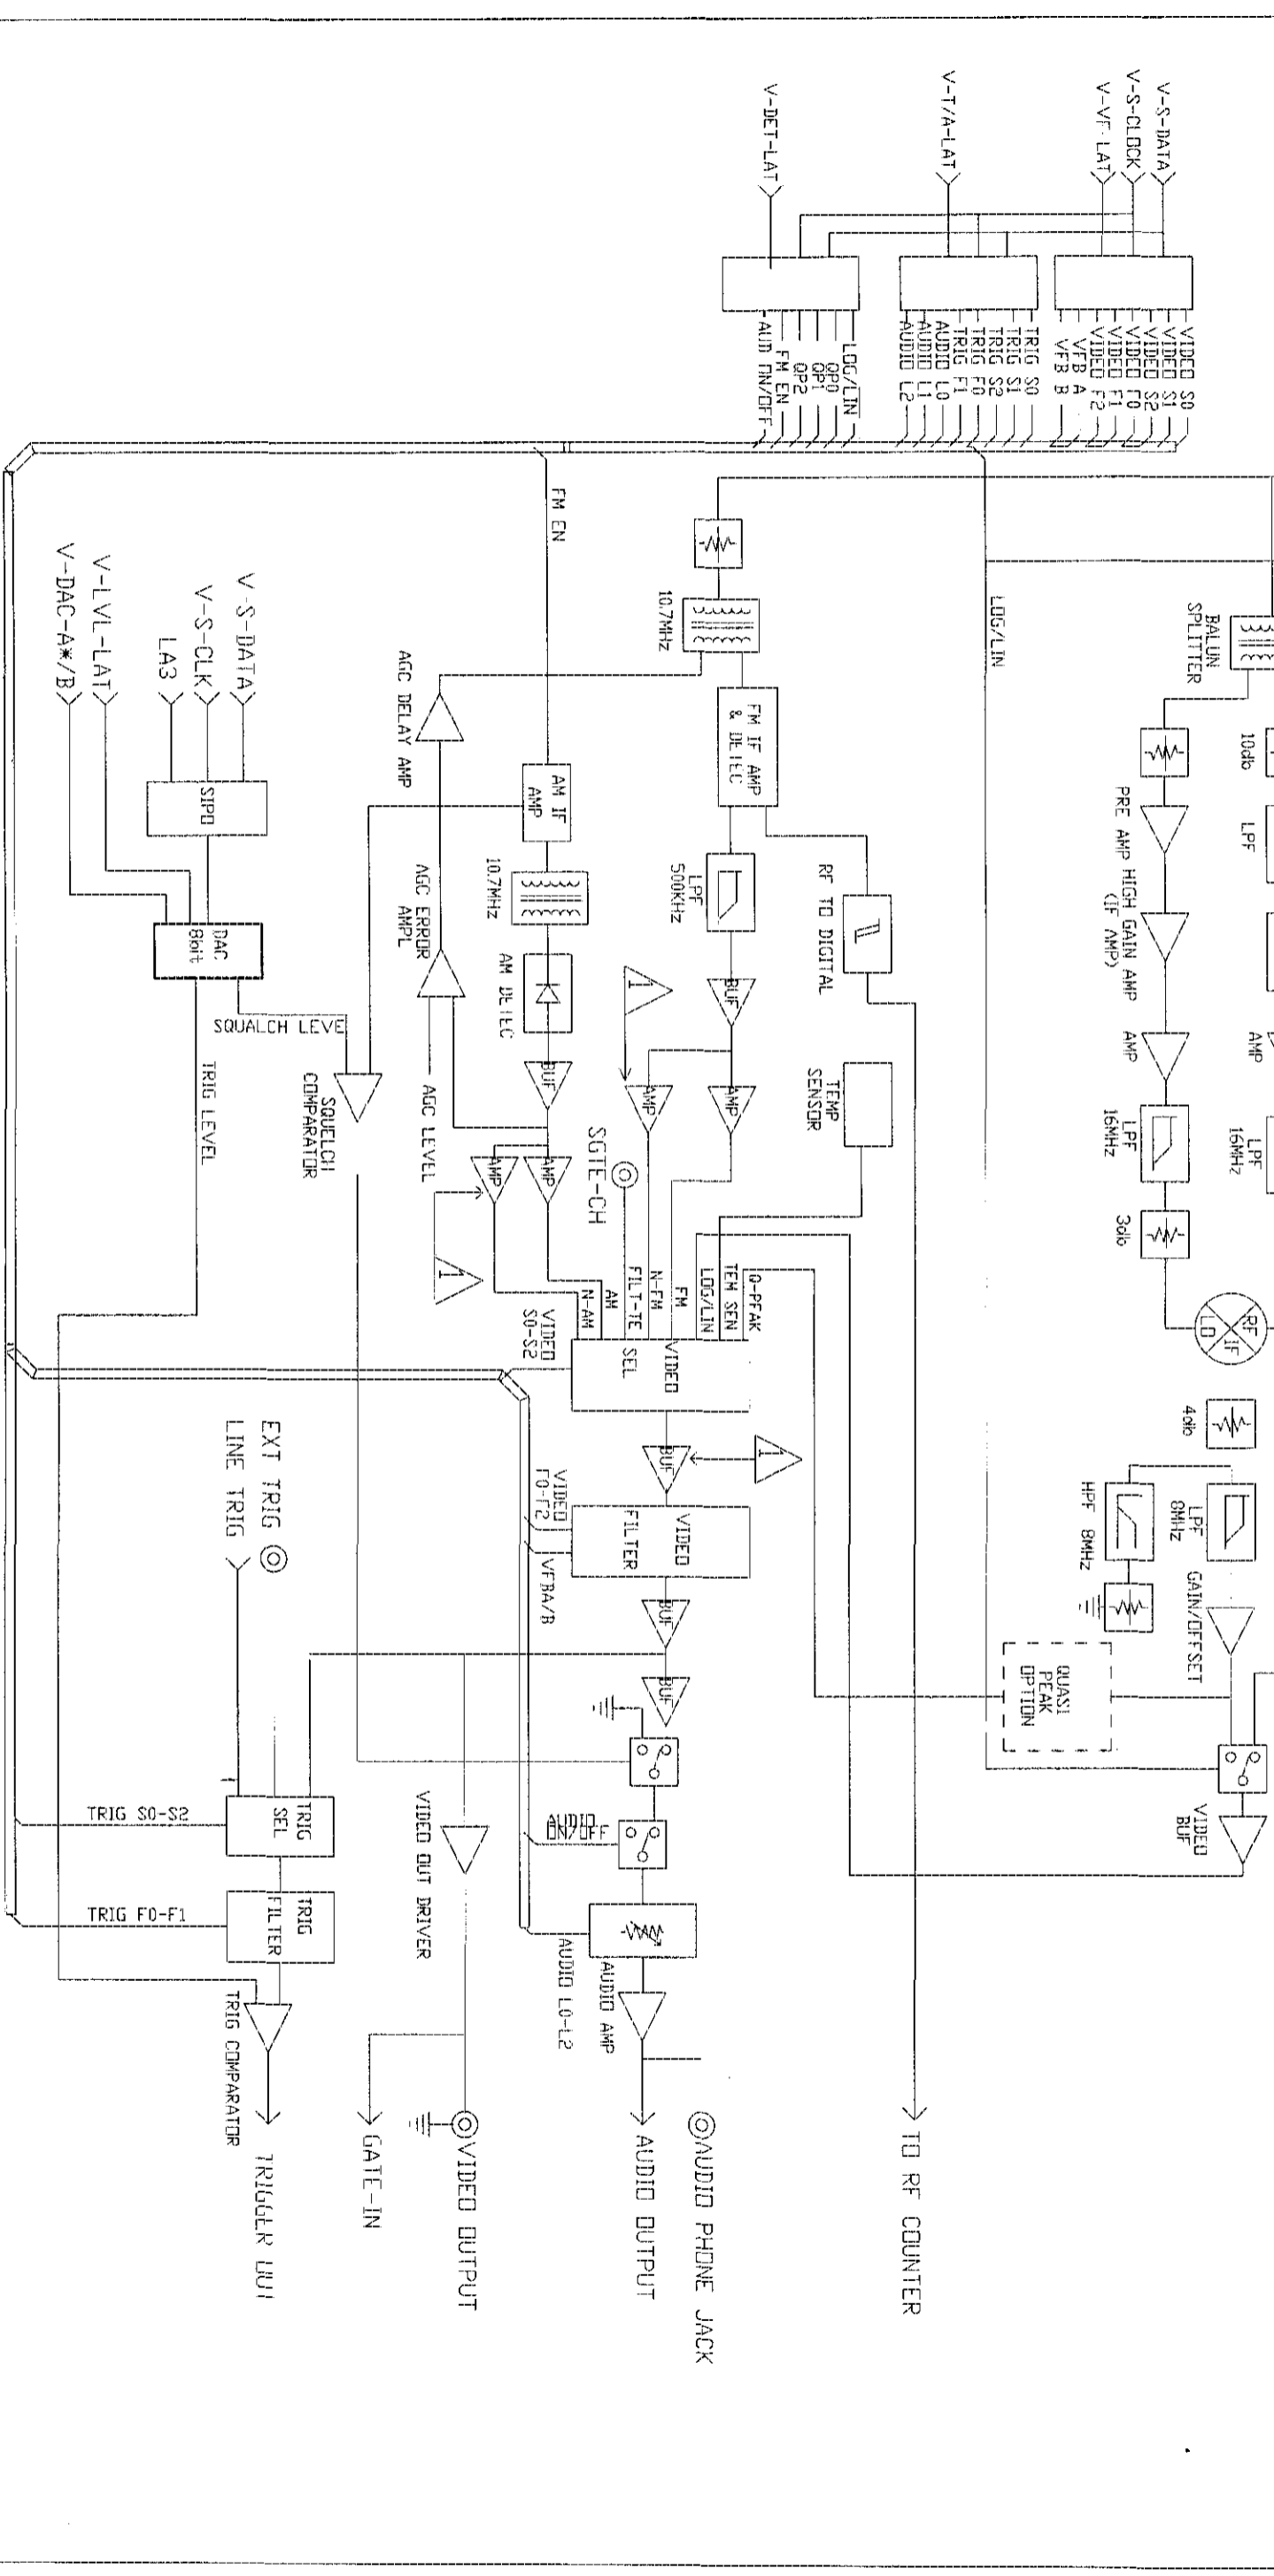 V-S-DATA
V-S-CLOCK
V-VF-LAT
V-T/A-LAT
V-DET-LAT
VIDEO S0
VIDEO S1
VIDEO S2
VIDEO F0
VIDEO F1
VIDEO F2
VFB A
VFB B
TRIG S0
TRIG S1
TRIG S2
TRIG F0
TRIG F1
AUDIO L0
AUDIO L1
AUDIO L2
LOG/LIN
QP0
QP1
QP2
FM EN
AUD ON/OFF
BALUN
SPLITTER
10db
LPF
AMP
LPF
16MHz
PRE AMP
HIGH GAIN AMP
(IF AMP)
AMP
LPF
16MHz
3db
RF
IF
LO
4db
LPF
8MHz
HPF 8MHz
GAIN/OFFSET
QUASI
PEAK
OPTION
VIDEO
BUF
LOG/LIN
10.7MHz
FM IF AMP
& DETEC
RF TO DIGITAL
TEMP
SENSOR
LPF
500KHz
BUF
AMP
AMP
1
FM EN
AM IF
AMP
10.7MHz
AM DETEC
BUF
AMP
AMP
1
AGC DELAY AMP
AGC ERROR
AMPL
AGC LEVEL
SGTE-CH
Q-PEAK
TEM SEN
LOG/LIN
FM
N-FM
FILT-TE
AM
N-AM
VIDEO
SEL
VIDEO
S0-S2
BUF
1
VIDEO
FILTER
VIDEO
F0-F2
VFBA/B
BUF
BUF
AUDIO
ON/OFF
AUDIO L0-L2
AUDIO AMP
VIDEO OUT DRIVER
V-S-DATA
V-S-CLK
LA3
V-LVL-LAT
V-DAC-A*/B
SIPO
DAC
8bit
SQUALCH LEVE
TRIG LEVEL
SQUELCH
COMPARATOR
EXT TRIG
LINE TRIG
TRIG S0-S2
TRIG
SEL
TRIG F0-F1
TRIG
FILTER
TRIG COMPARATOR
TO RF COUNTER
AUDIO PHONE JACK
AUDIO OUTPUT
VIDEO OUTPUT
GATE-IN
TRIGGER OUT